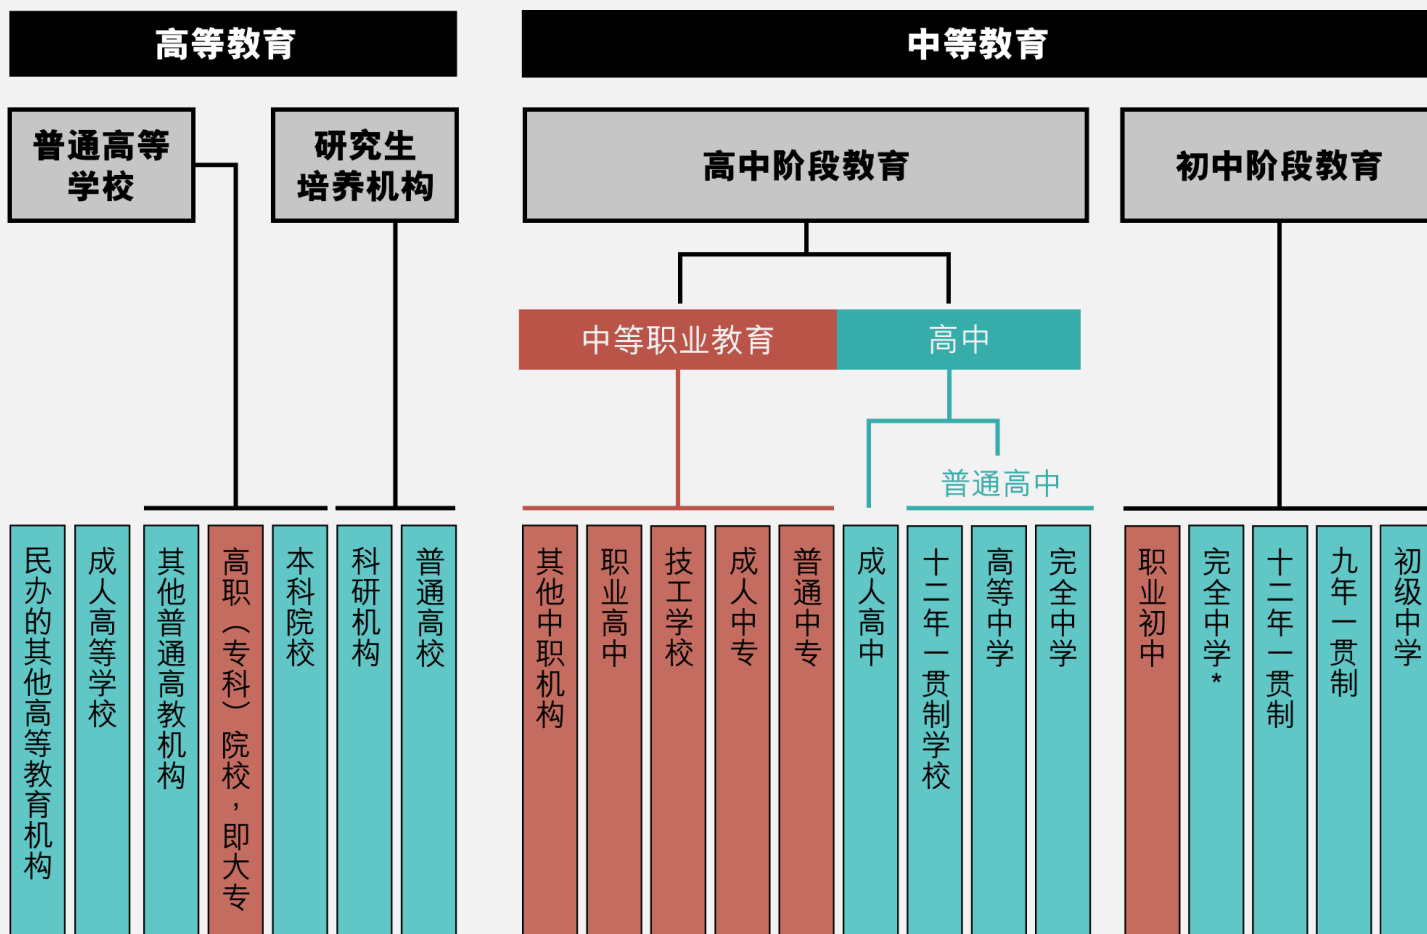 高等教育
中等教育
普通高等
学校
研究生
培养机构
高中阶段教育
初中阶段教育
中等职业教育
高中
普通高中
民办的其他高等教育机构
成人高等学校
其他普通高教机构
高职（专科）院校，即大专
本科院校
科研机构
普通高校
其他中职机构
职业高中
技工学校
成人中专
普通中专
成人高中
十二年一贯制学校
高等中学
完全中学
职业初中
完全中学*
十二年一贯制
九年一贯制
初级中学